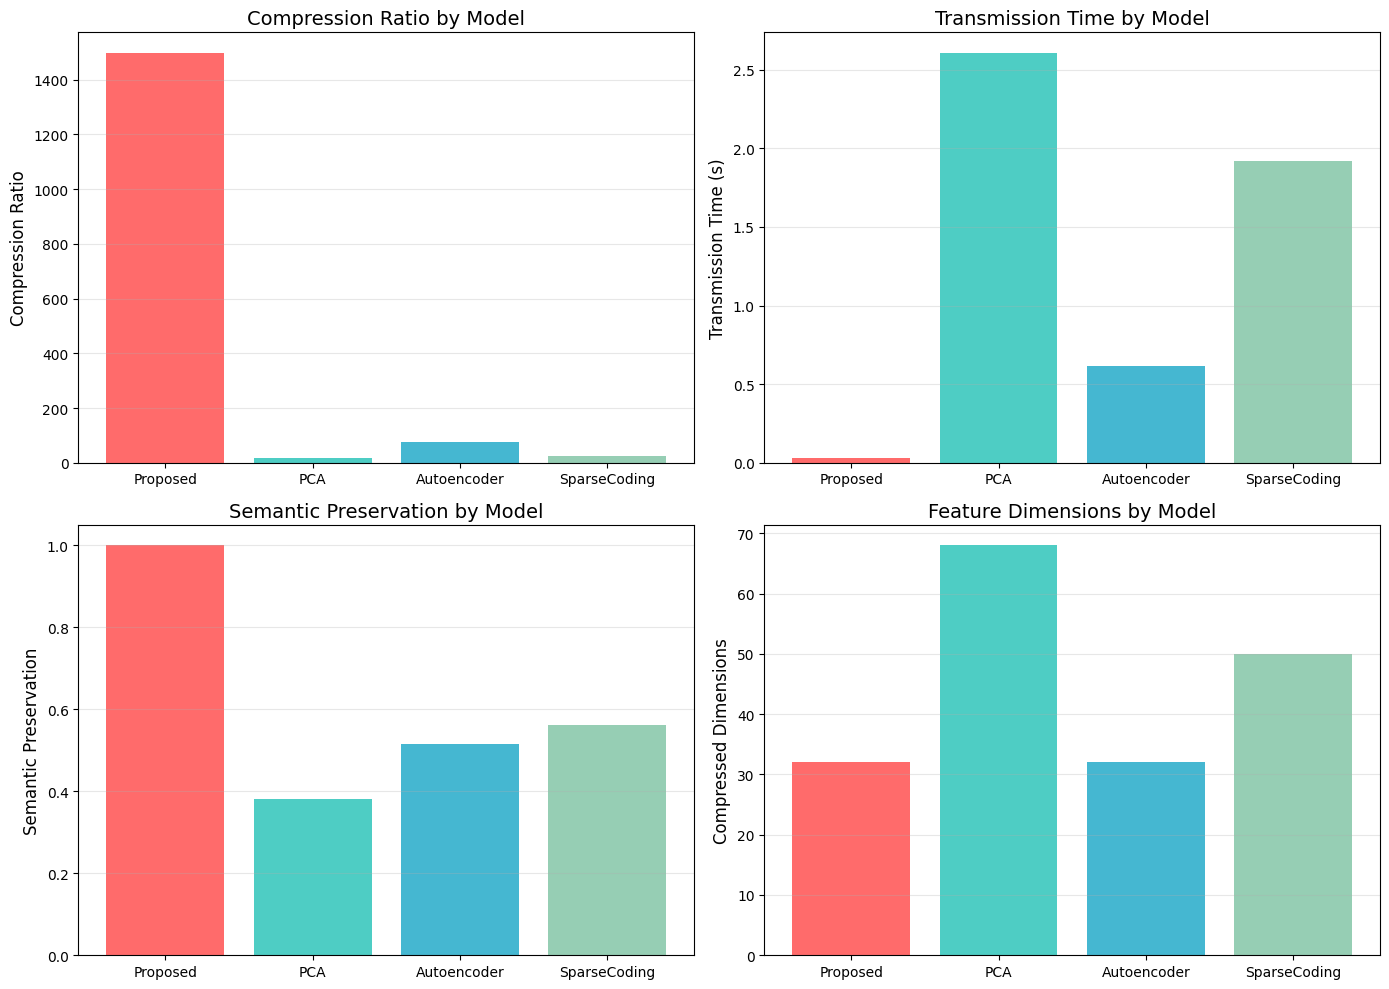 Compression Ratio by Model
Compression Ratio
1400
1200
1000
800
600
400
200
0
Proposed PCA Autoencoder SparseCoding
Transmission Time by Model
Transmission Time (s)
2.5
2.0
1.5
1.0
0.5
0.0
Proposed PCA Autoencoder SparseCoding
Semantic Preservation by Model
Semantic Preservation
1.0
0.8
0.6
0.4
0.2
0.0
Proposed PCA Autoencoder SparseCoding
Feature Dimensions by Model
Compressed Dimensions
70
60
50
40
30
20
10
0
Proposed PCA Autoencoder SparseCoding